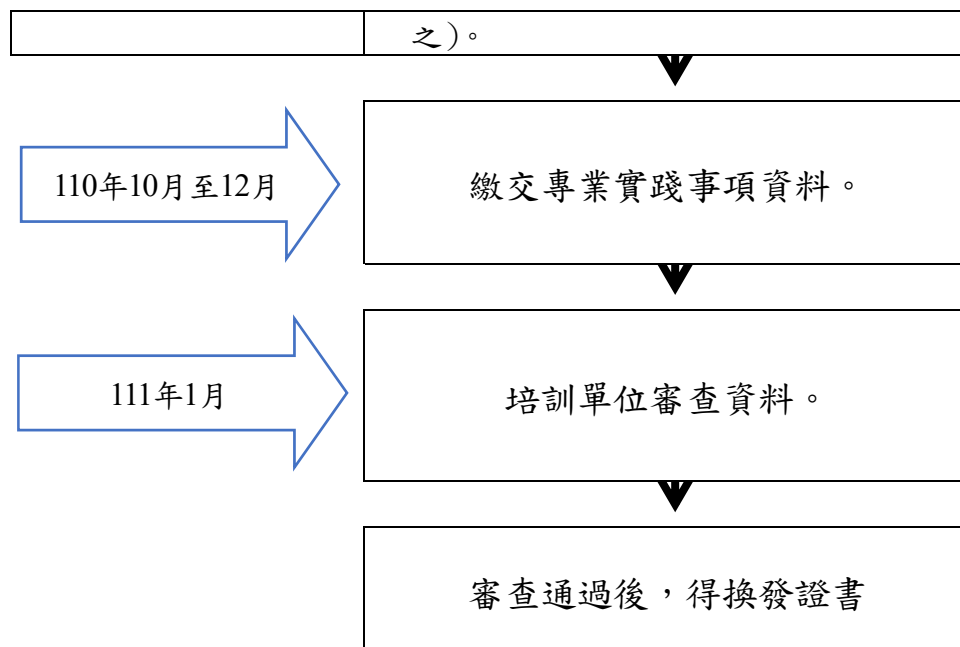 之)。
110年10月至12月
繳交專業實踐事項資料。
111年1月
培訓單位審查資料。
審查通過後，得換發證書